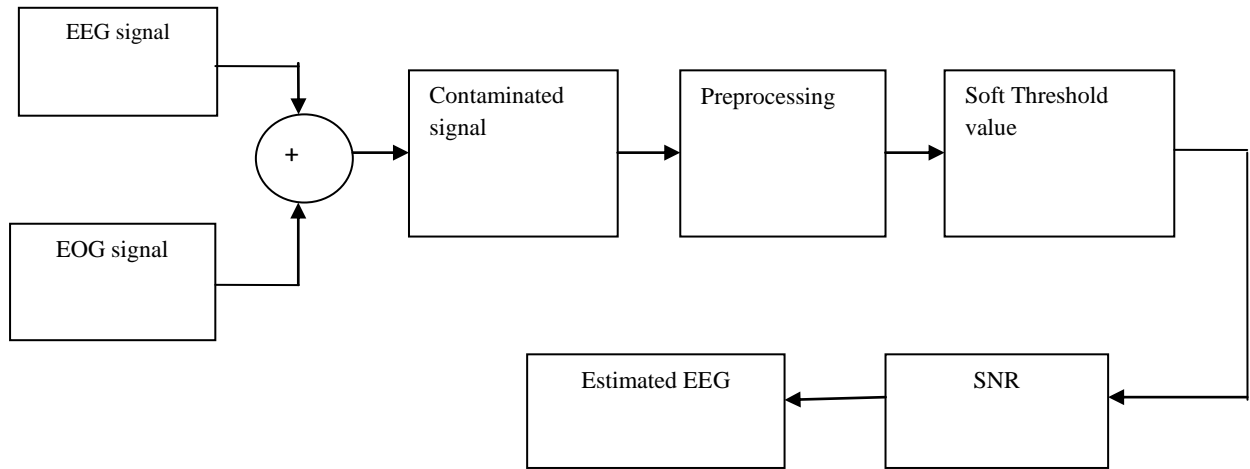 EEG signal
Contaminated
signal
Preprocessing
Soft Threshold
value
+
EOG signal
Estimated EEG
SNR